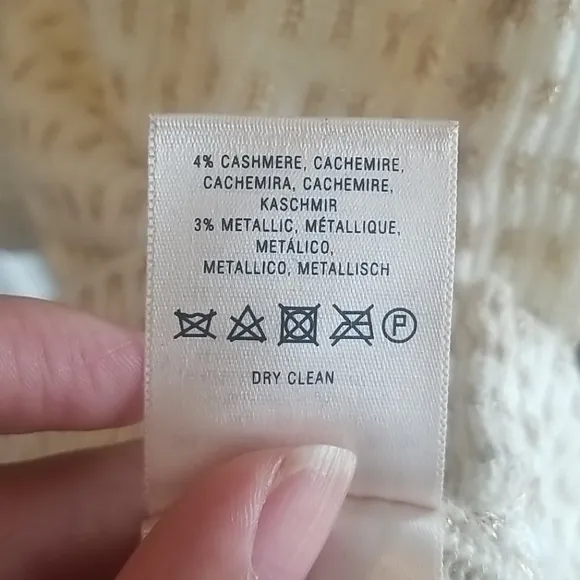 4% CASHMERE, CACHEMIRE,
CACHEMIRA, CACHEMIRE,
KASCHMIR
3% METALLIC, MÉTALLIQUE,
METÁLICO,
METALLICO, METALLISCH
P
DRY CLEAN